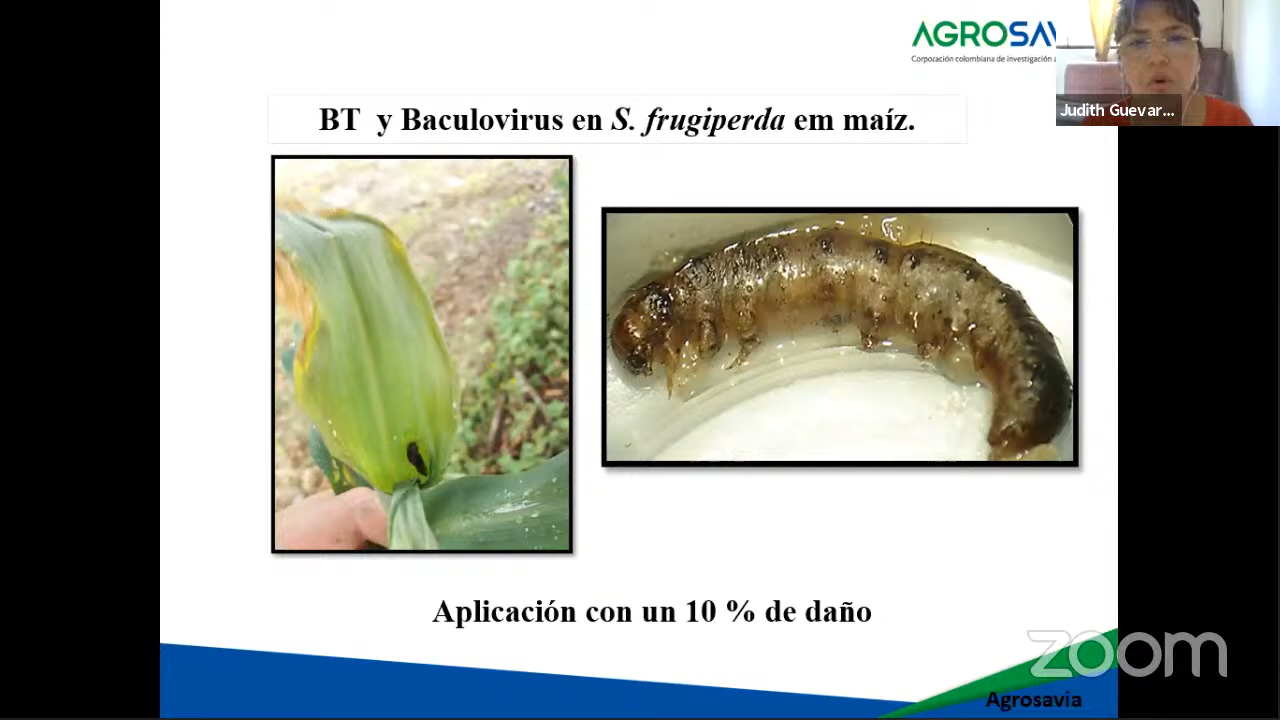 AGROSAV
Corpocación colombiana de investigación a
Judith Guevar...
BT y Baculovirus en S. frugiperda em maíz.
Aplicación con un 10 % de daño
zoom
Agrosavia